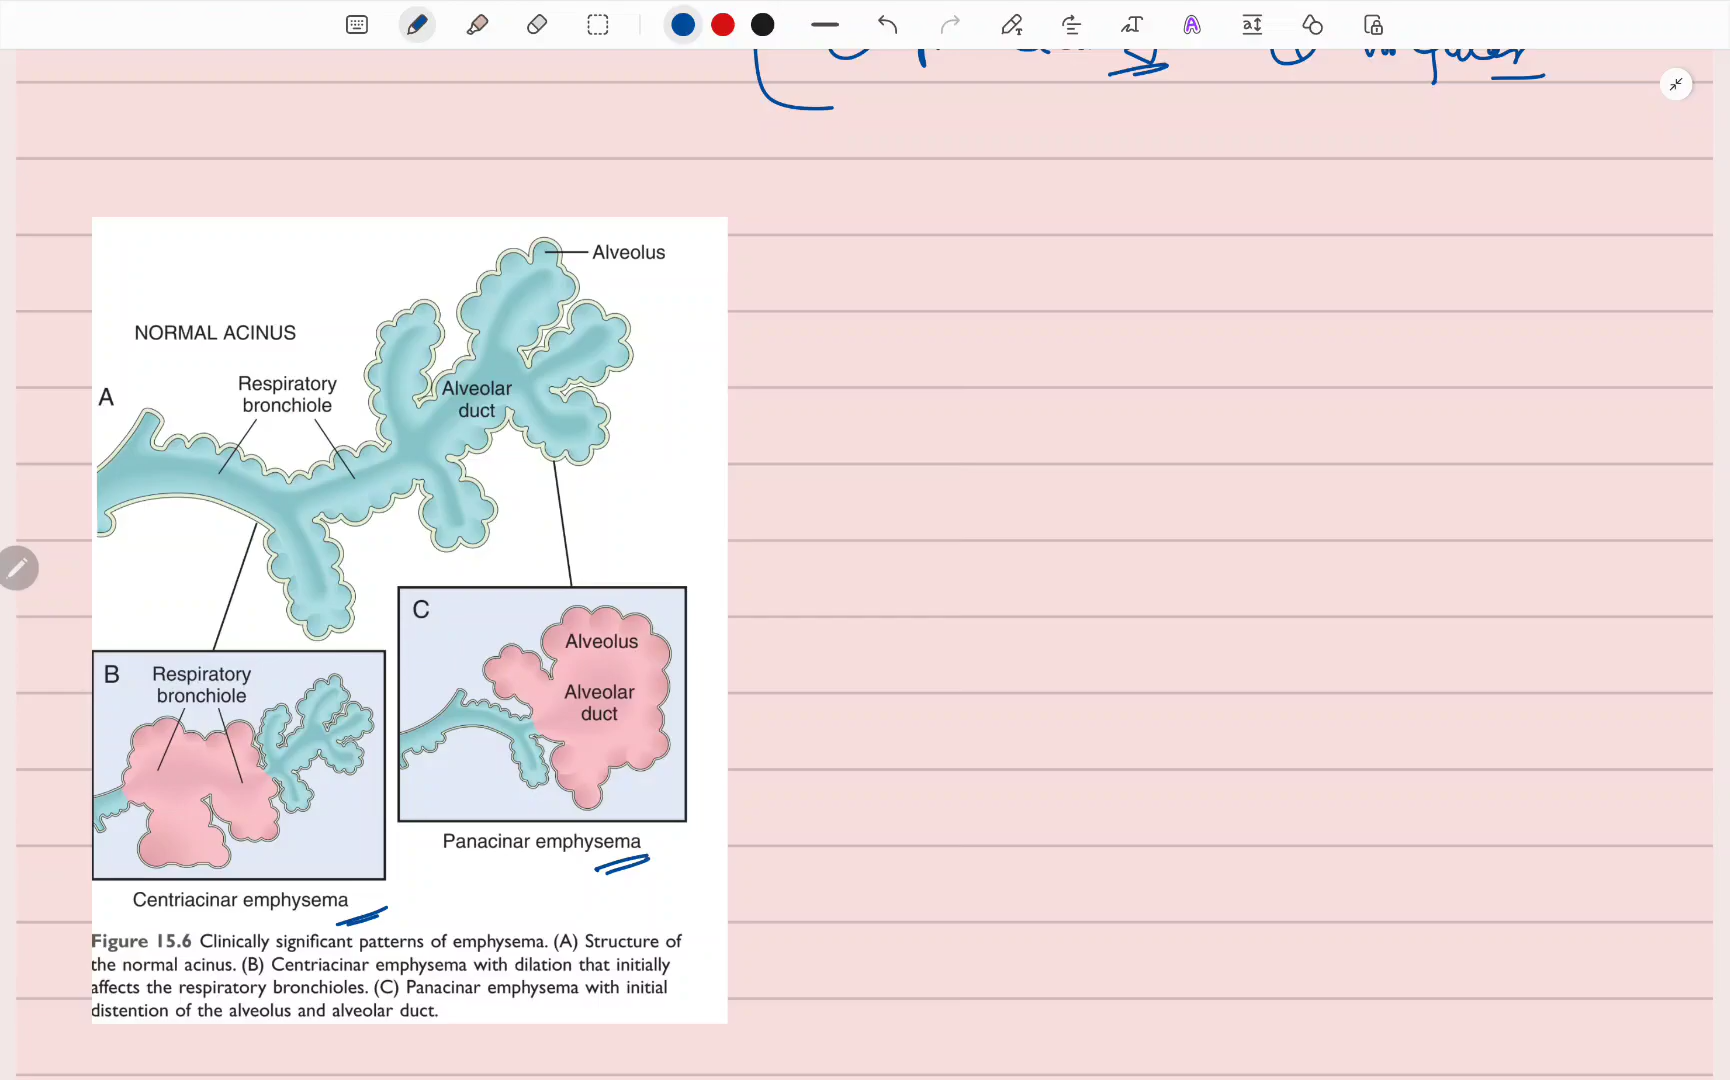 Alveolus
NORMAL ACINUS
Respiratory
bronchiole
Alveolar
duct
A
C
Alveolus
Alveolar
duct
B
Respiratory
bronchiole
Panacinar emphysema
Centriacinar emphysema
Figure 15.6 Clinically significant patterns of emphysema. (A) Structure of
the normal acinus. (B) Centriacinar emphysema with dilation that initially
affects the respiratory bronchioles. (C) Panacinar emphysema with initial
distention of the alveolus and alveolar duct.